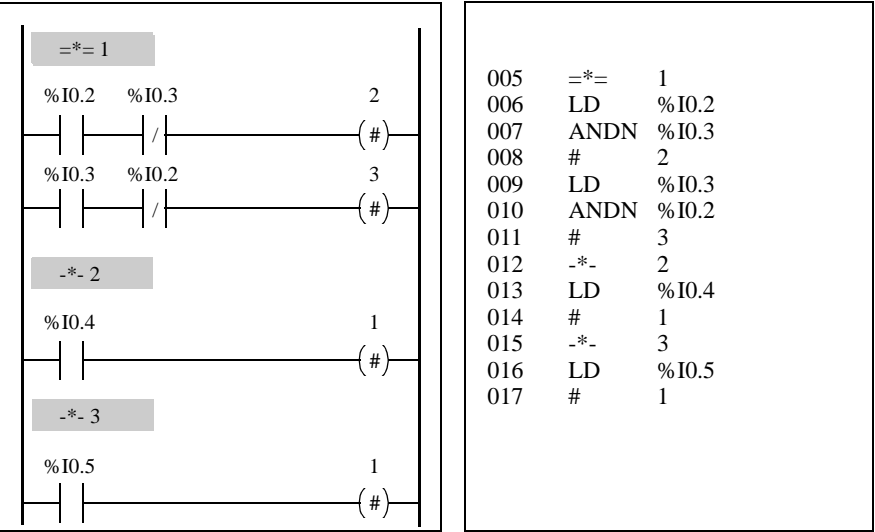 =*= 1
%I0.2 %I0.3 2
/ #
%I0.3 %I0.2 3
/ #
-*- 2
%I0.4 1
#
-*- 3
%I0.5 1
#
005 =*= 1
006 LD %I0.2
007 ANDN %I0.3
008 # 2
009 LD %I0.3
010 ANDN %I0.2
011 # 3
012 -*- 2
013 LD %I0.4
014 # 1
015 -*- 3
016 LD %I0.5
017 # 1